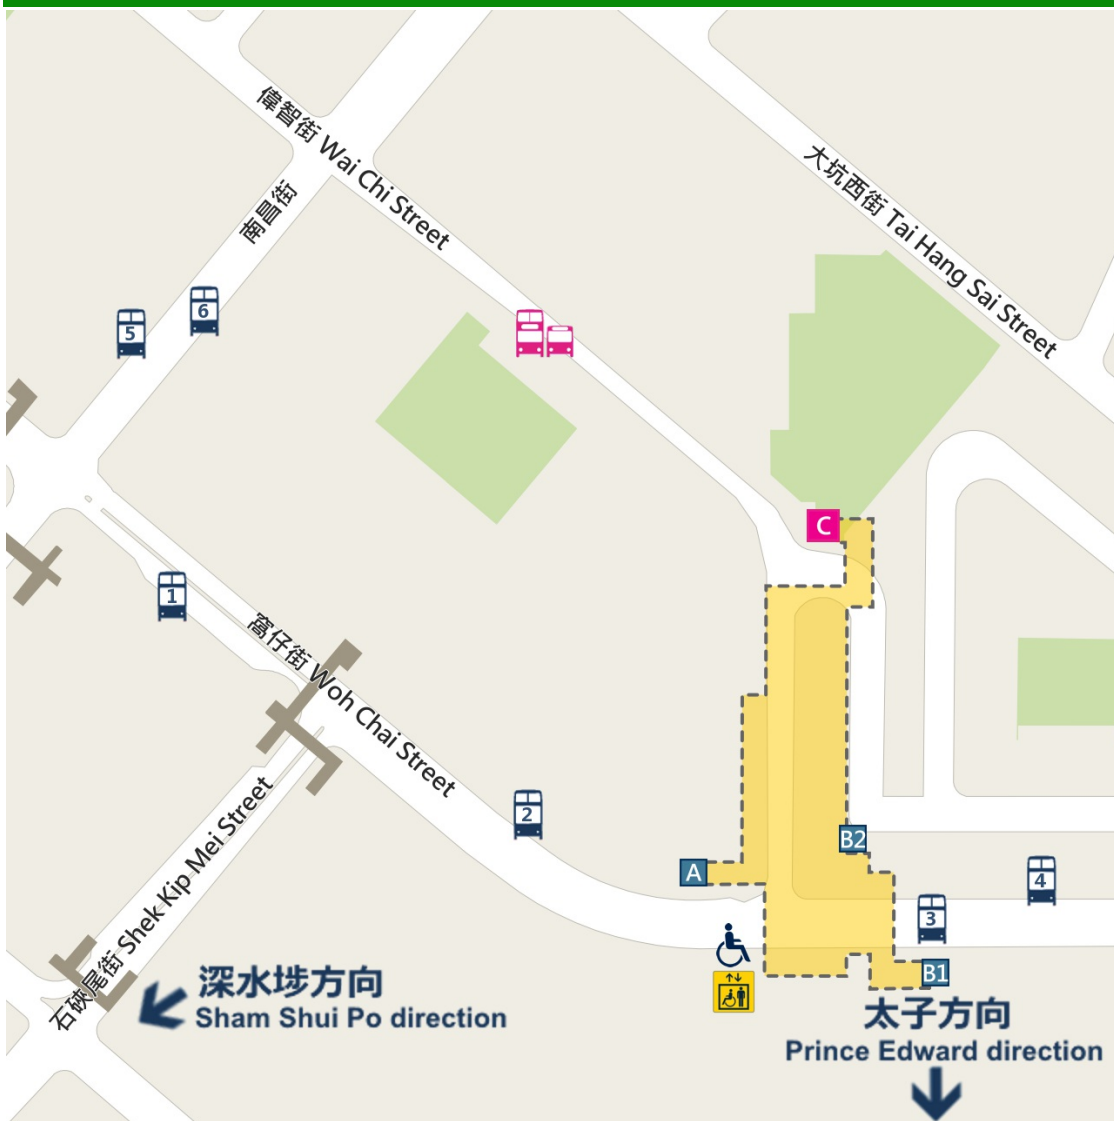 偉智街 Wai Chi Street
大坑西街 Tai Hang Sai Street
南昌街
6
5
C
1
窩仔街 Woh Chai Street
2
B2
A
4
3
石硤尾街 Shek Kip Mei Street
B1
深水埗方向
Sham Shui Po direction
太子方向
Prince Edward direction